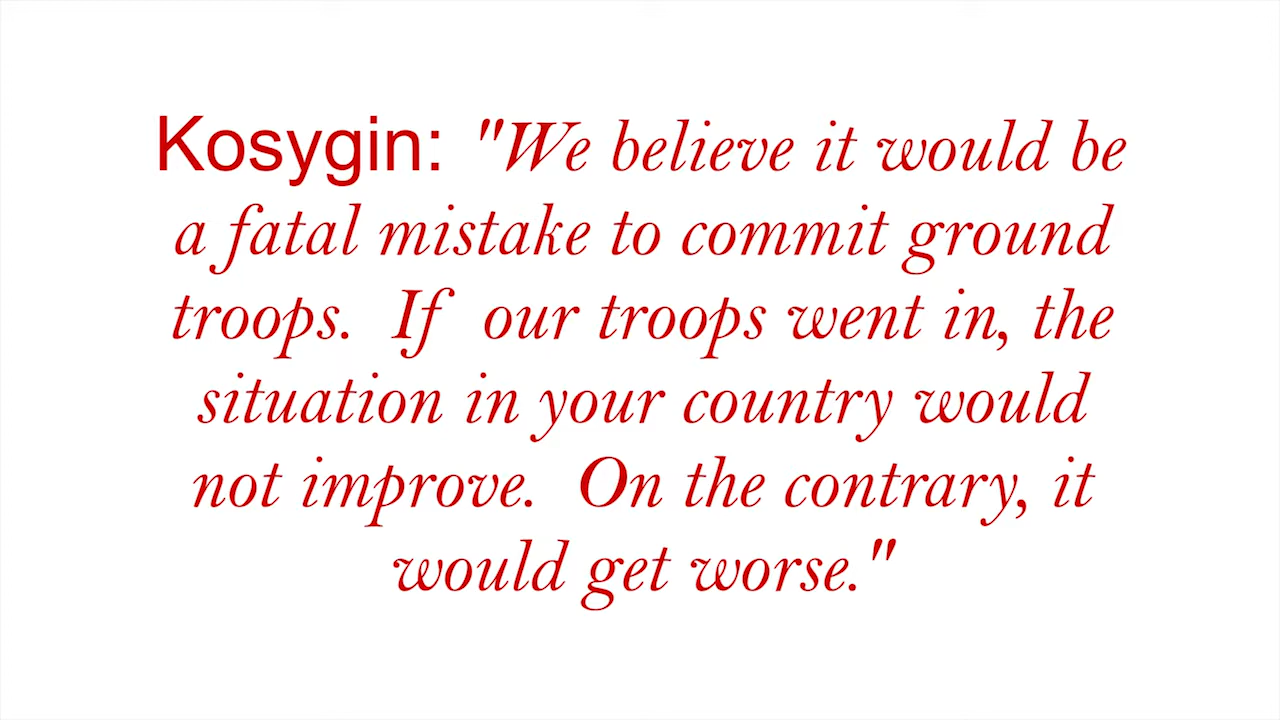 Kosygin: "We believe it would be
a fatal mistake to commit ground
troops.  If  our troops went in, the
situation in your country would
not improve.  On the contrary, it
would get worse."